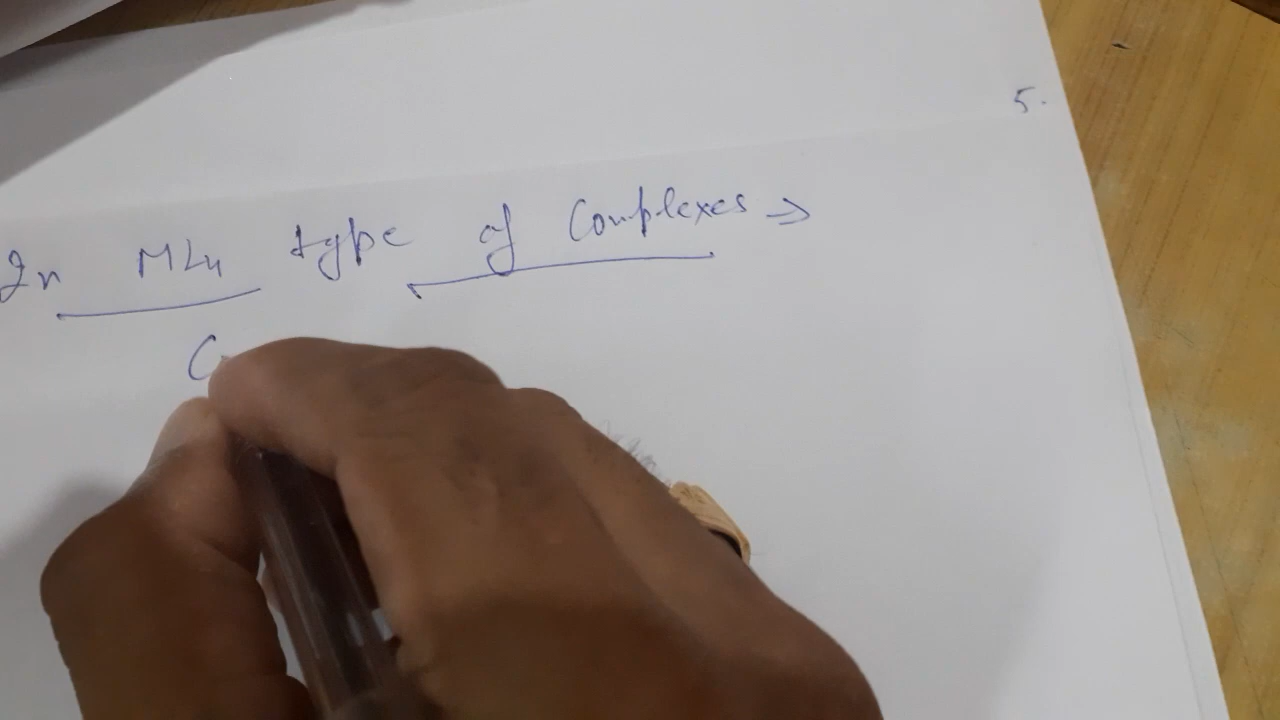 5.
In ML4 type of Complexes →
C